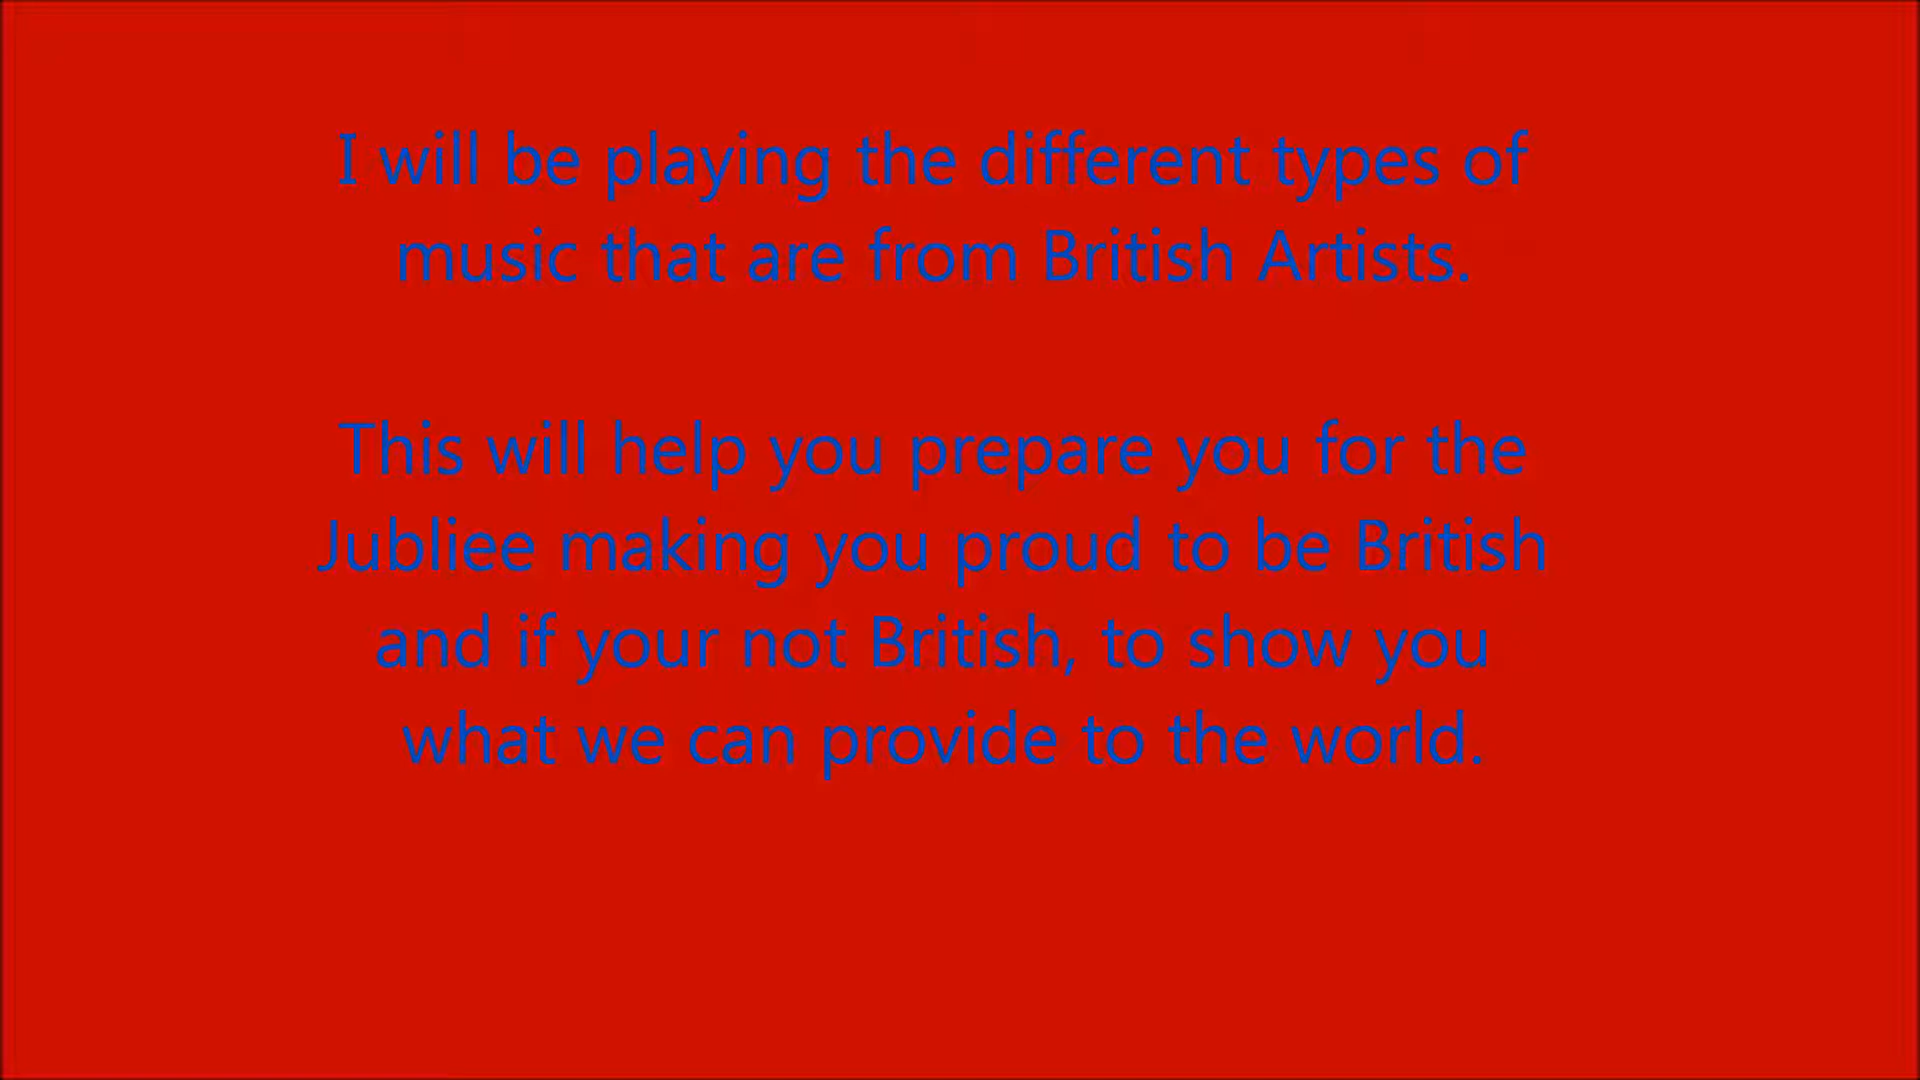 I will be playing the different types of
music that are from British Artists.
This will help you prepare you for the
Jubliee making you proud to be British
and if your not British, to show you
what we can provide to the world.